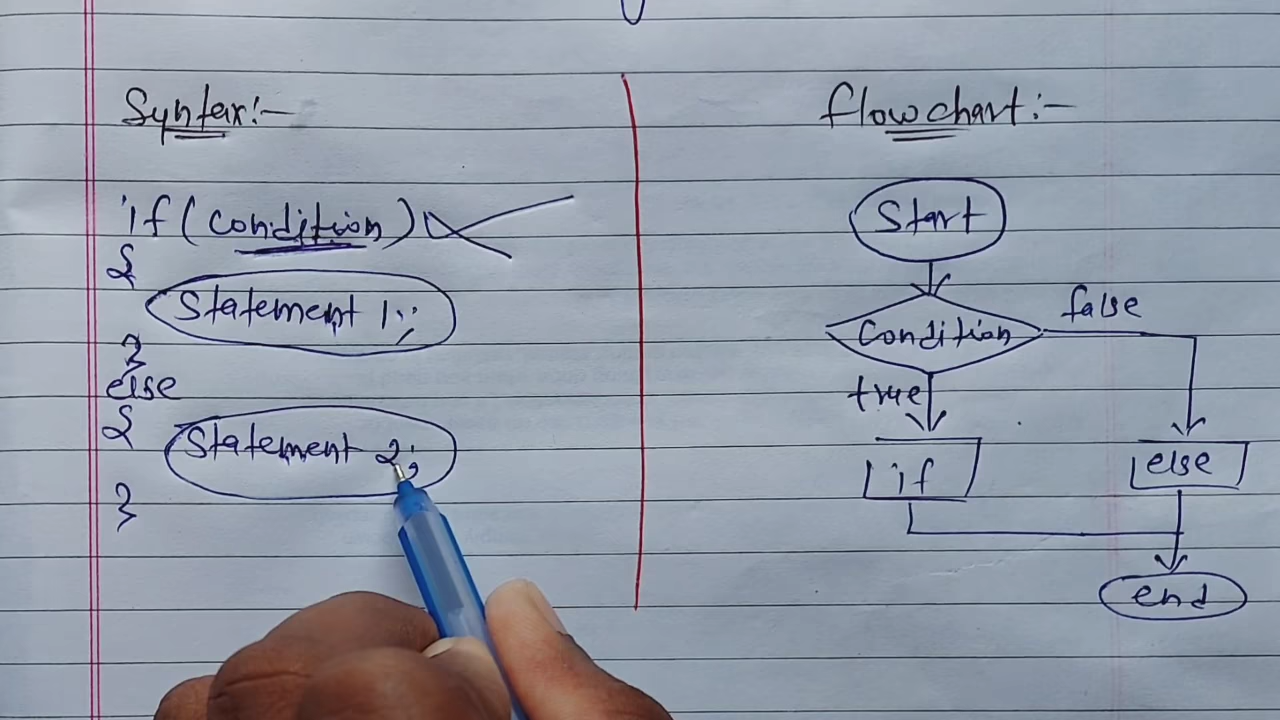 Syntax:-
if (condition)
{
Statement 1;
}
else
{
Statement 2;
}
flowchart:-
Start
Condition
false
true
if
else
end